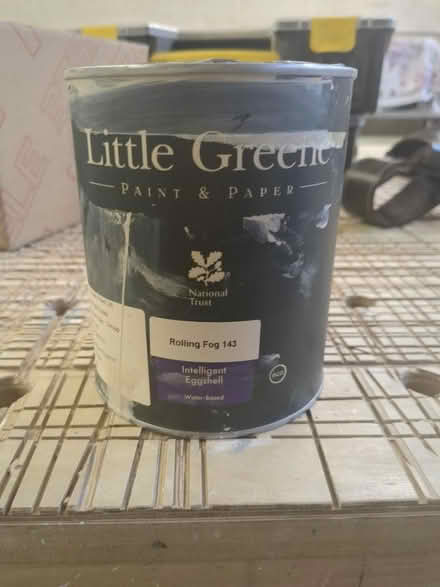 Little Greene
PAINT & PAPER
National
Trust
Rolling Fog 143
Intelligent
Eggshell
Water-Based